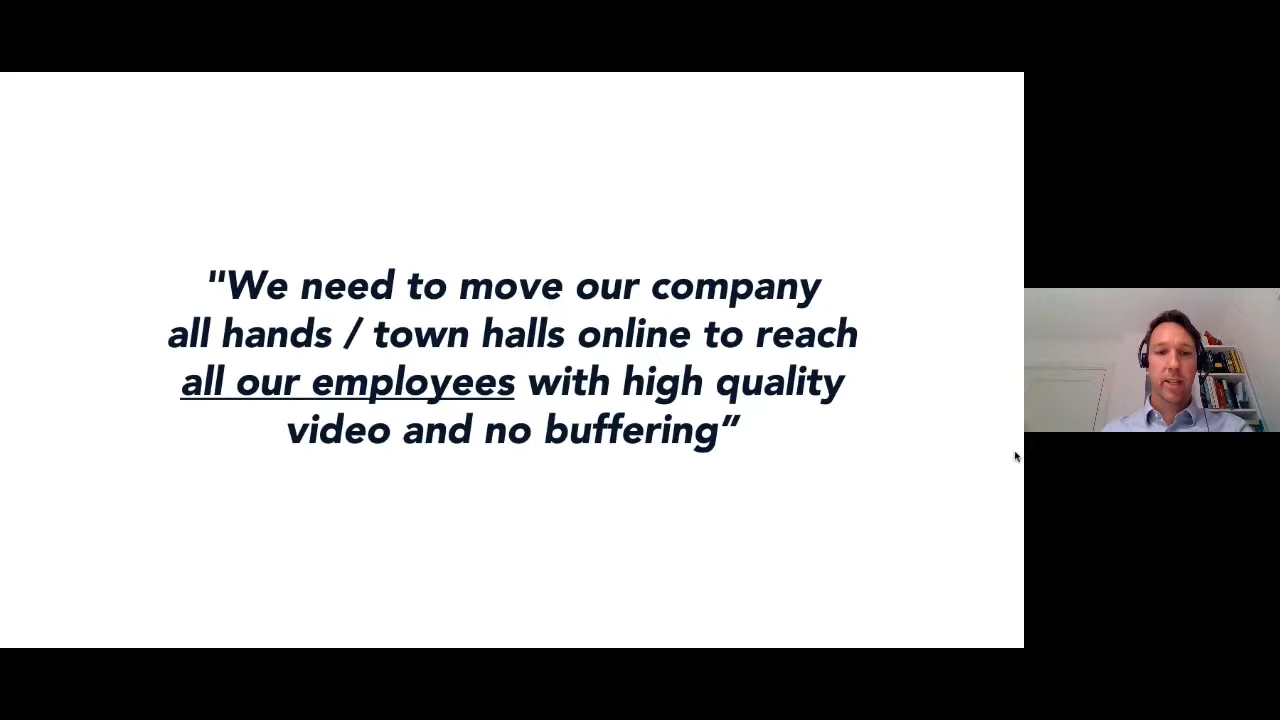 "We need to move our company
all hands / town halls online to reach
all our employees with high quality
video and no buffering”